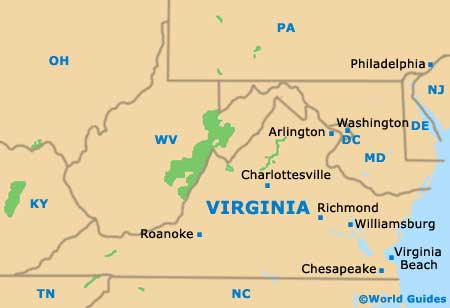 PA
OH
Philadelphia
NJ
Washington
DE
Arlington
DC
WV
MD
Charlottesville
KY
VIRGINIA
Richmond
Williamsburg
Roanoke
Virginia
Beach
Chesapeake
TN
NC
©World Guides